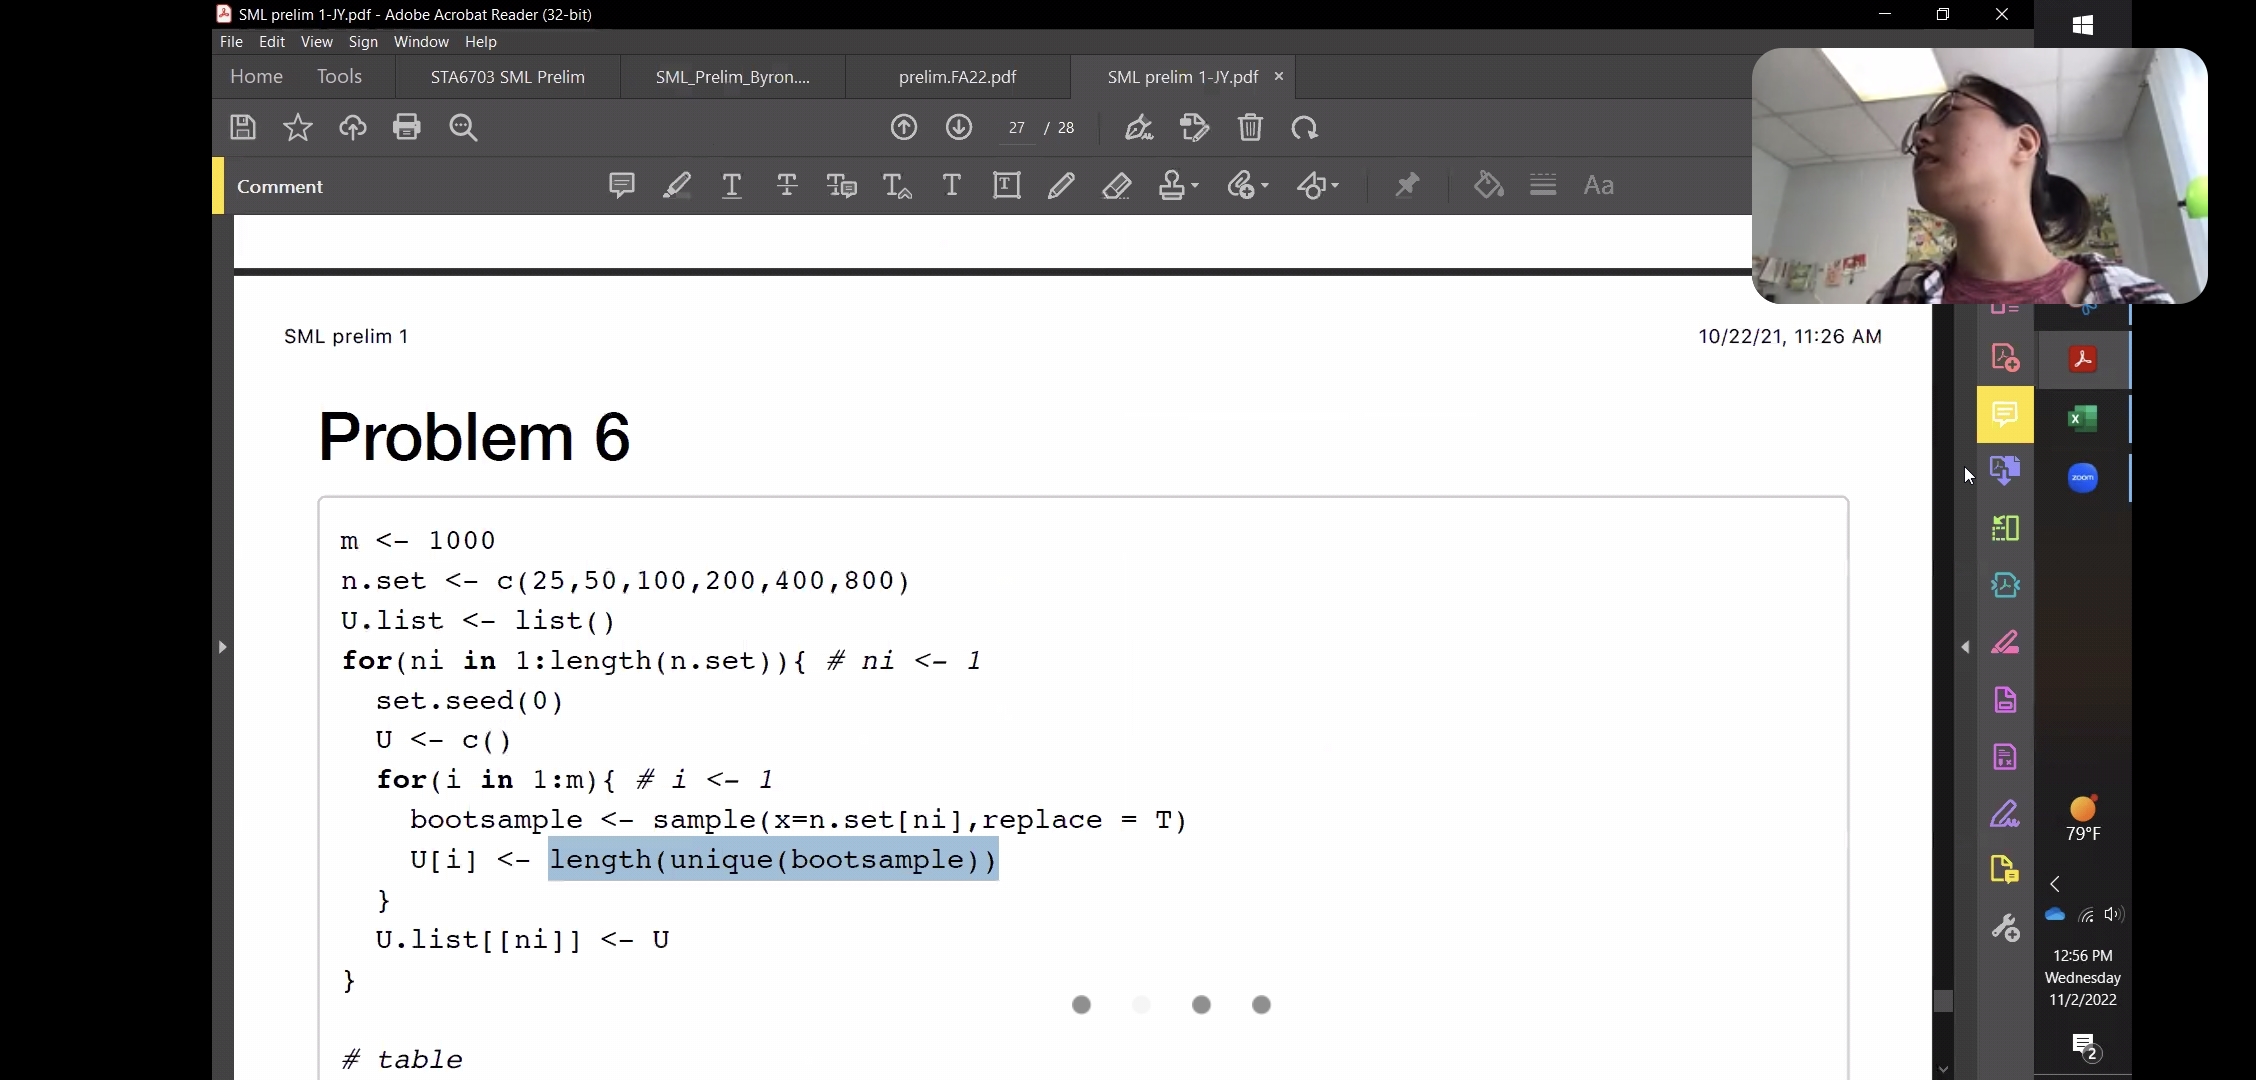 SML prelim 1-JY.pdf - Adobe Acrobat Reader (32-bit)
File Edit View Sign Window Help
Home Tools STA6703 SML Prelim SML_Prelim_Byron.... prelim.FA22.pdf SML prelim 1-JY.pdf ×
27 / 28
Comment
Aa
SML prelim 1 10/22/21, 11:26 AM
Problem 6
m <- 1000
n.set <- c(25,50,100,200,400,800)
U.list <- list()
for(ni in 1:length(n.set)){ # ni <- 1
set.seed(0)
U <- c()
for(i in 1:m){ # i <- 1
bootsample <- sample(x=n.set[ni],replace = T)
U[i] <- length(unique(bootsample))
}
U.list[[ni]] <- U
}
# table
zoom
79°F
12:56 PM
Wednesday
11/2/2022
2